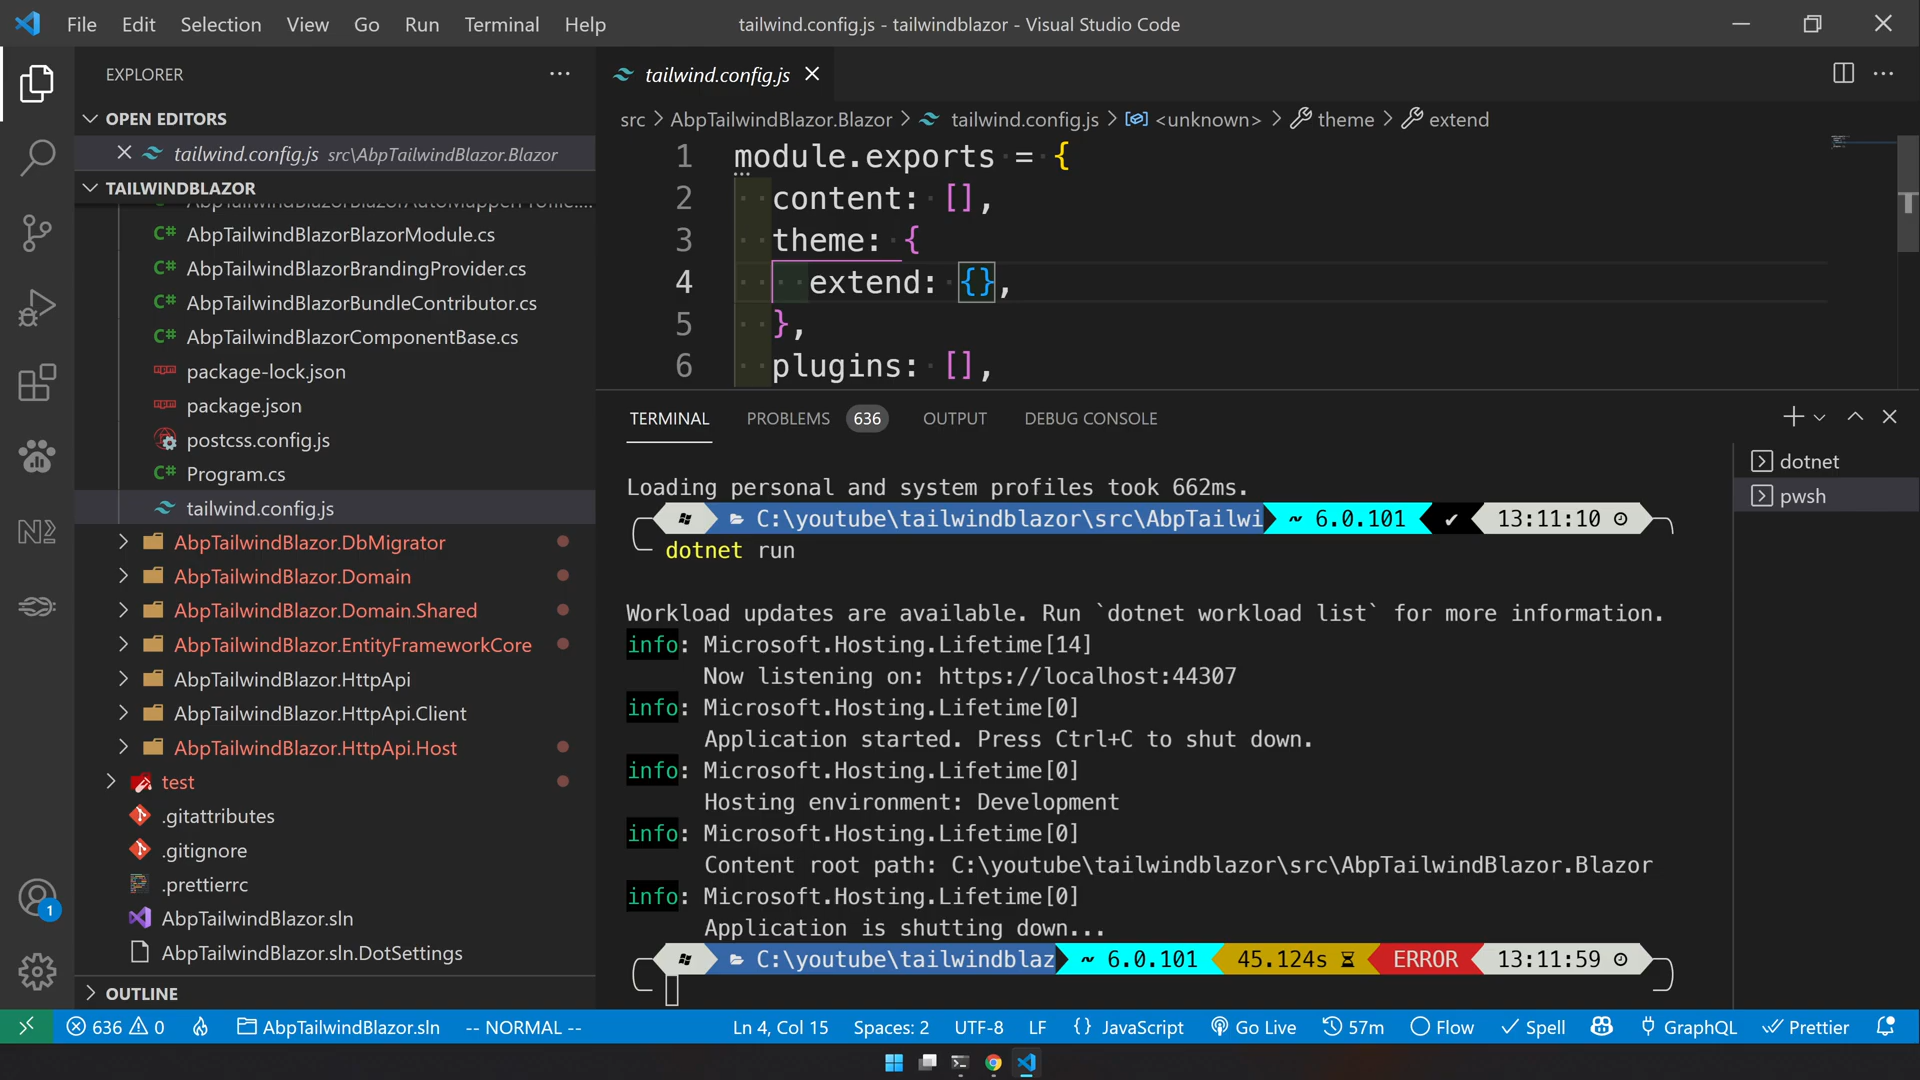 File Edit Selection View Go Run Terminal Help
tailwind.config.js - tailwindblazor - Visual Studio Code
EXPLORER
OPEN EDITORS
tailwind.config.js src\AbpTailwindBlazor.Blazor
TAILWINDBLAZOR
AbpTailwindBlazorBlazorModule.cs
AbpTailwindBlazorBrandingProvider.cs
AbpTailwindBlazorBundleContributor.cs
AbpTailwindBlazorComponentBase.cs
package-lock.json
package.json
postcss.config.js
Program.cs
tailwind.config.js
AbpTailwindBlazor.DbMigrator
AbpTailwindBlazor.Domain
AbpTailwindBlazor.Domain.Shared
AbpTailwindBlazor.EntityFrameworkCore
AbpTailwindBlazor.HttpApi
AbpTailwindBlazor.HttpApi.Client
AbpTailwindBlazor.HttpApi.Host
test
.gitattributes
.gitignore
.prettierrc
AbpTailwindBlazor.sln
AbpTailwindBlazor.sln.DotSettings
OUTLINE
tailwind.config.js
src > AbpTailwindBlazor.Blazor > tailwind.config.js > <unknown> > theme > extend
1 module.exports = {
2 content: [],
3 theme: {
4 extend: {},
5 },
6 plugins: [],
TERMINAL PROBLEMS 636 OUTPUT DEBUG CONSOLE
dotnet
pwsh
Loading personal and system profiles took 662ms.
C:\youtube\tailwindblazor\src\AbpTailwi ~ 6.0.101 ✔ 13:11:10
dotnet run
Workload updates are available. Run `dotnet workload list` for more information.
info: Microsoft.Hosting.Lifetime[14]
Now listening on: https://localhost:44307
info: Microsoft.Hosting.Lifetime[0]
Application started. Press Ctrl+C to shut down.
info: Microsoft.Hosting.Lifetime[0]
Hosting environment: Development
info: Microsoft.Hosting.Lifetime[0]
Content root path: C:\youtube\tailwindblazor\src\AbpTailwindBlazor.Blazor
info: Microsoft.Hosting.Lifetime[0]
Application is shutting down...
C:\youtube\tailwindblaz ~ 6.0.101 45.124s ERROR 13:11:59
1
636 0 AbpTailwindBlazor.sln -- NORMAL -- Ln 4, Col 15 Spaces: 2 UTF-8 LF {} JavaScript Go Live 57m Flow Spell GraphQL Prettier